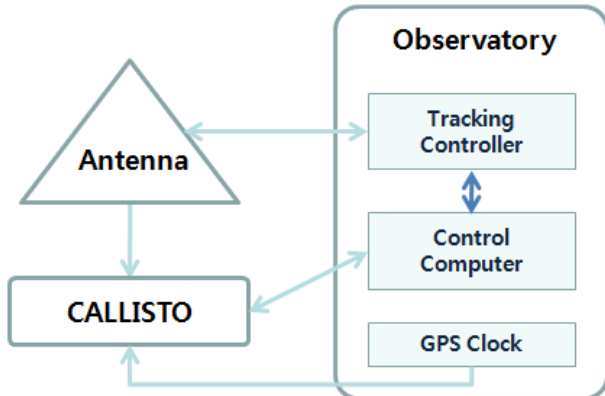 Observatory
Tracking
Controller
Antenna
Control
Computer
CALLISTO
GPS Clock